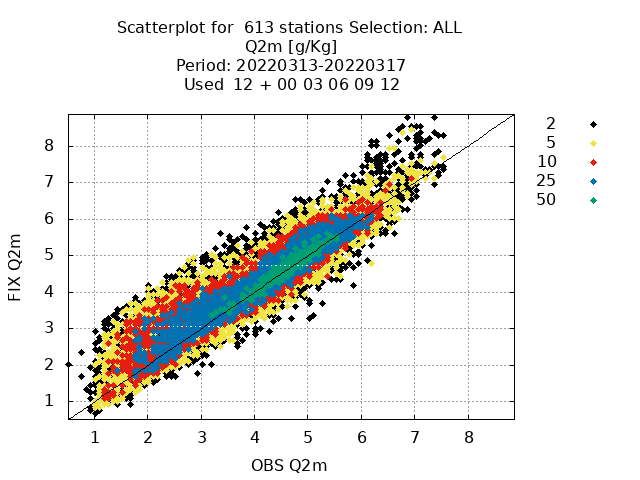 Scatterplot for  613 stations Selection: ALL
Q2m [g/Kg]
Period: 20220313-20220317
Used  12 + 00 03 06 09 12
2
5
10
25
50
8
7
6
5
4
3
2
1
FIX Q2m
1 2 3 4 5 6 7 8
OBS Q2m